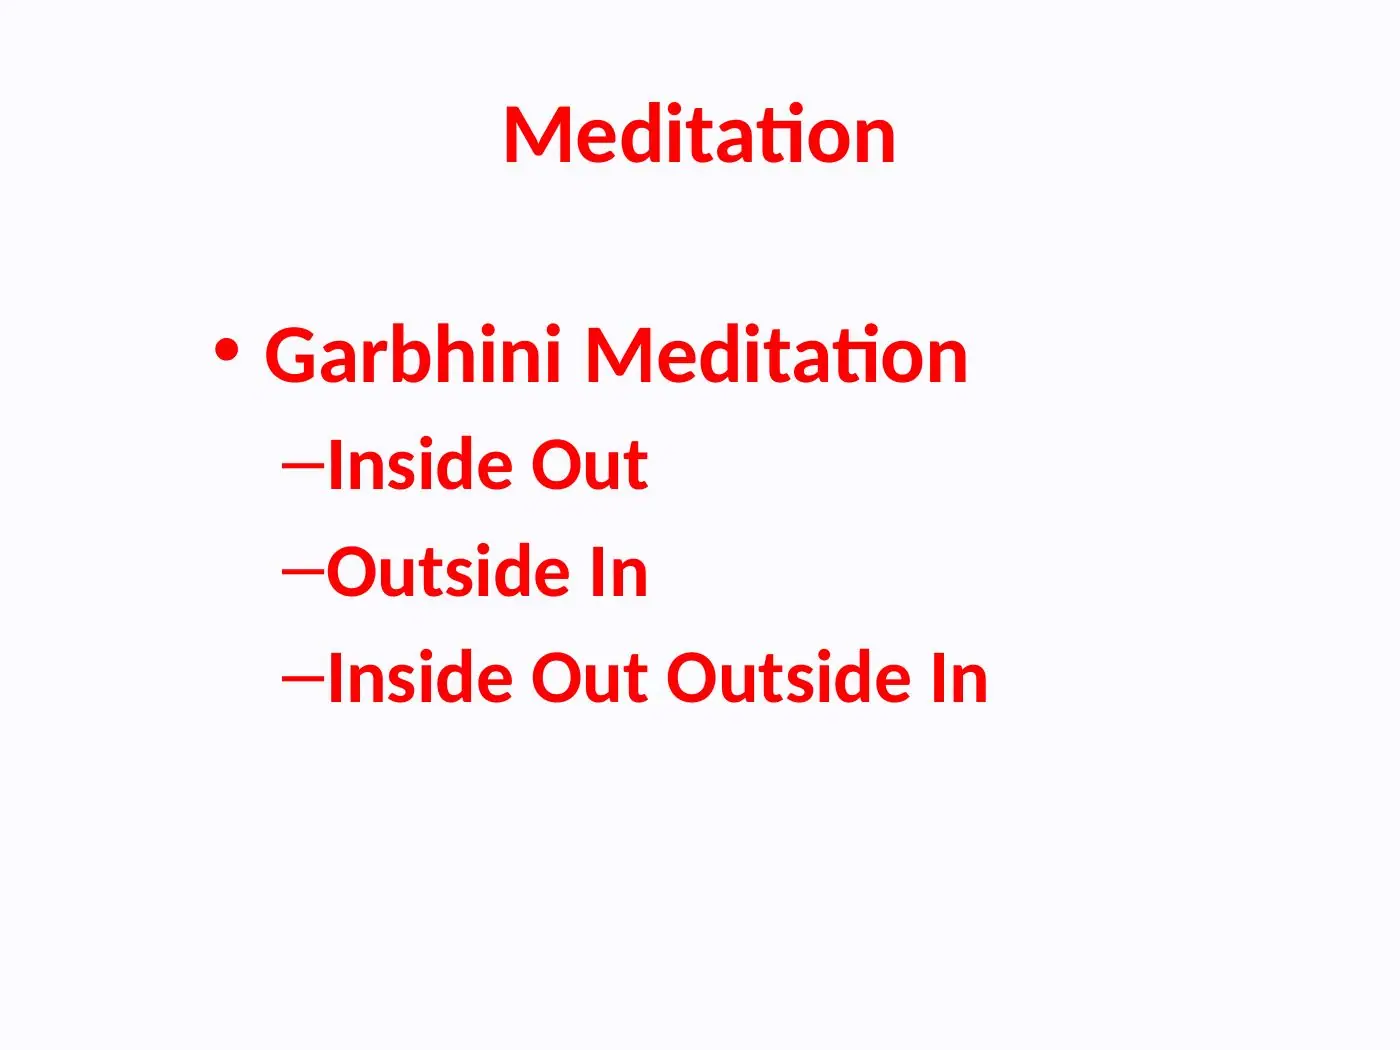 Meditation
• Garbhini Meditation
–Inside Out
–Outside In
–Inside Out Outside In